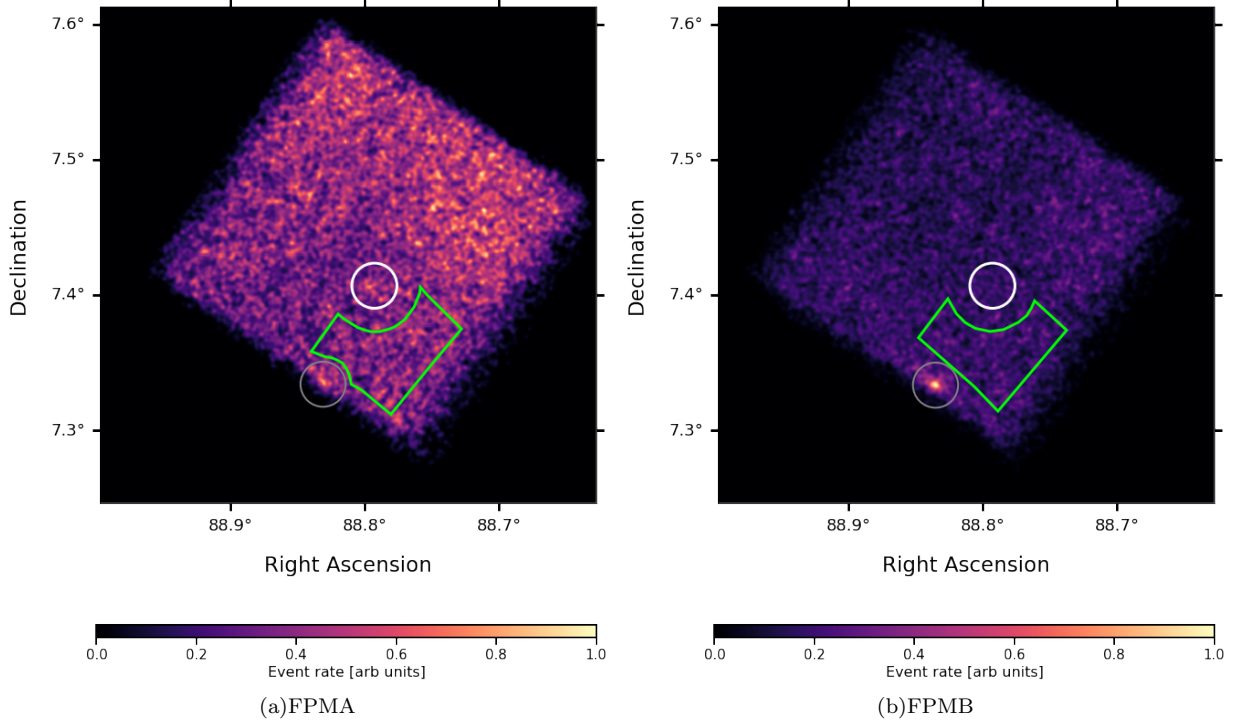 7.6°
7.5°
7.4°
7.3°
Declination
88.9° 88.8° 88.7°
Right Ascension
0.0 0.2 0.4 0.6 0.8 1.0
Event rate [arb units]
(a)FPMA
7.6°
7.5°
7.4°
7.3°
Declination
88.9° 88.8° 88.7°
Right Ascension
0.0 0.2 0.4 0.6 0.8 1.0
Event rate [arb units]
(b)FPMB